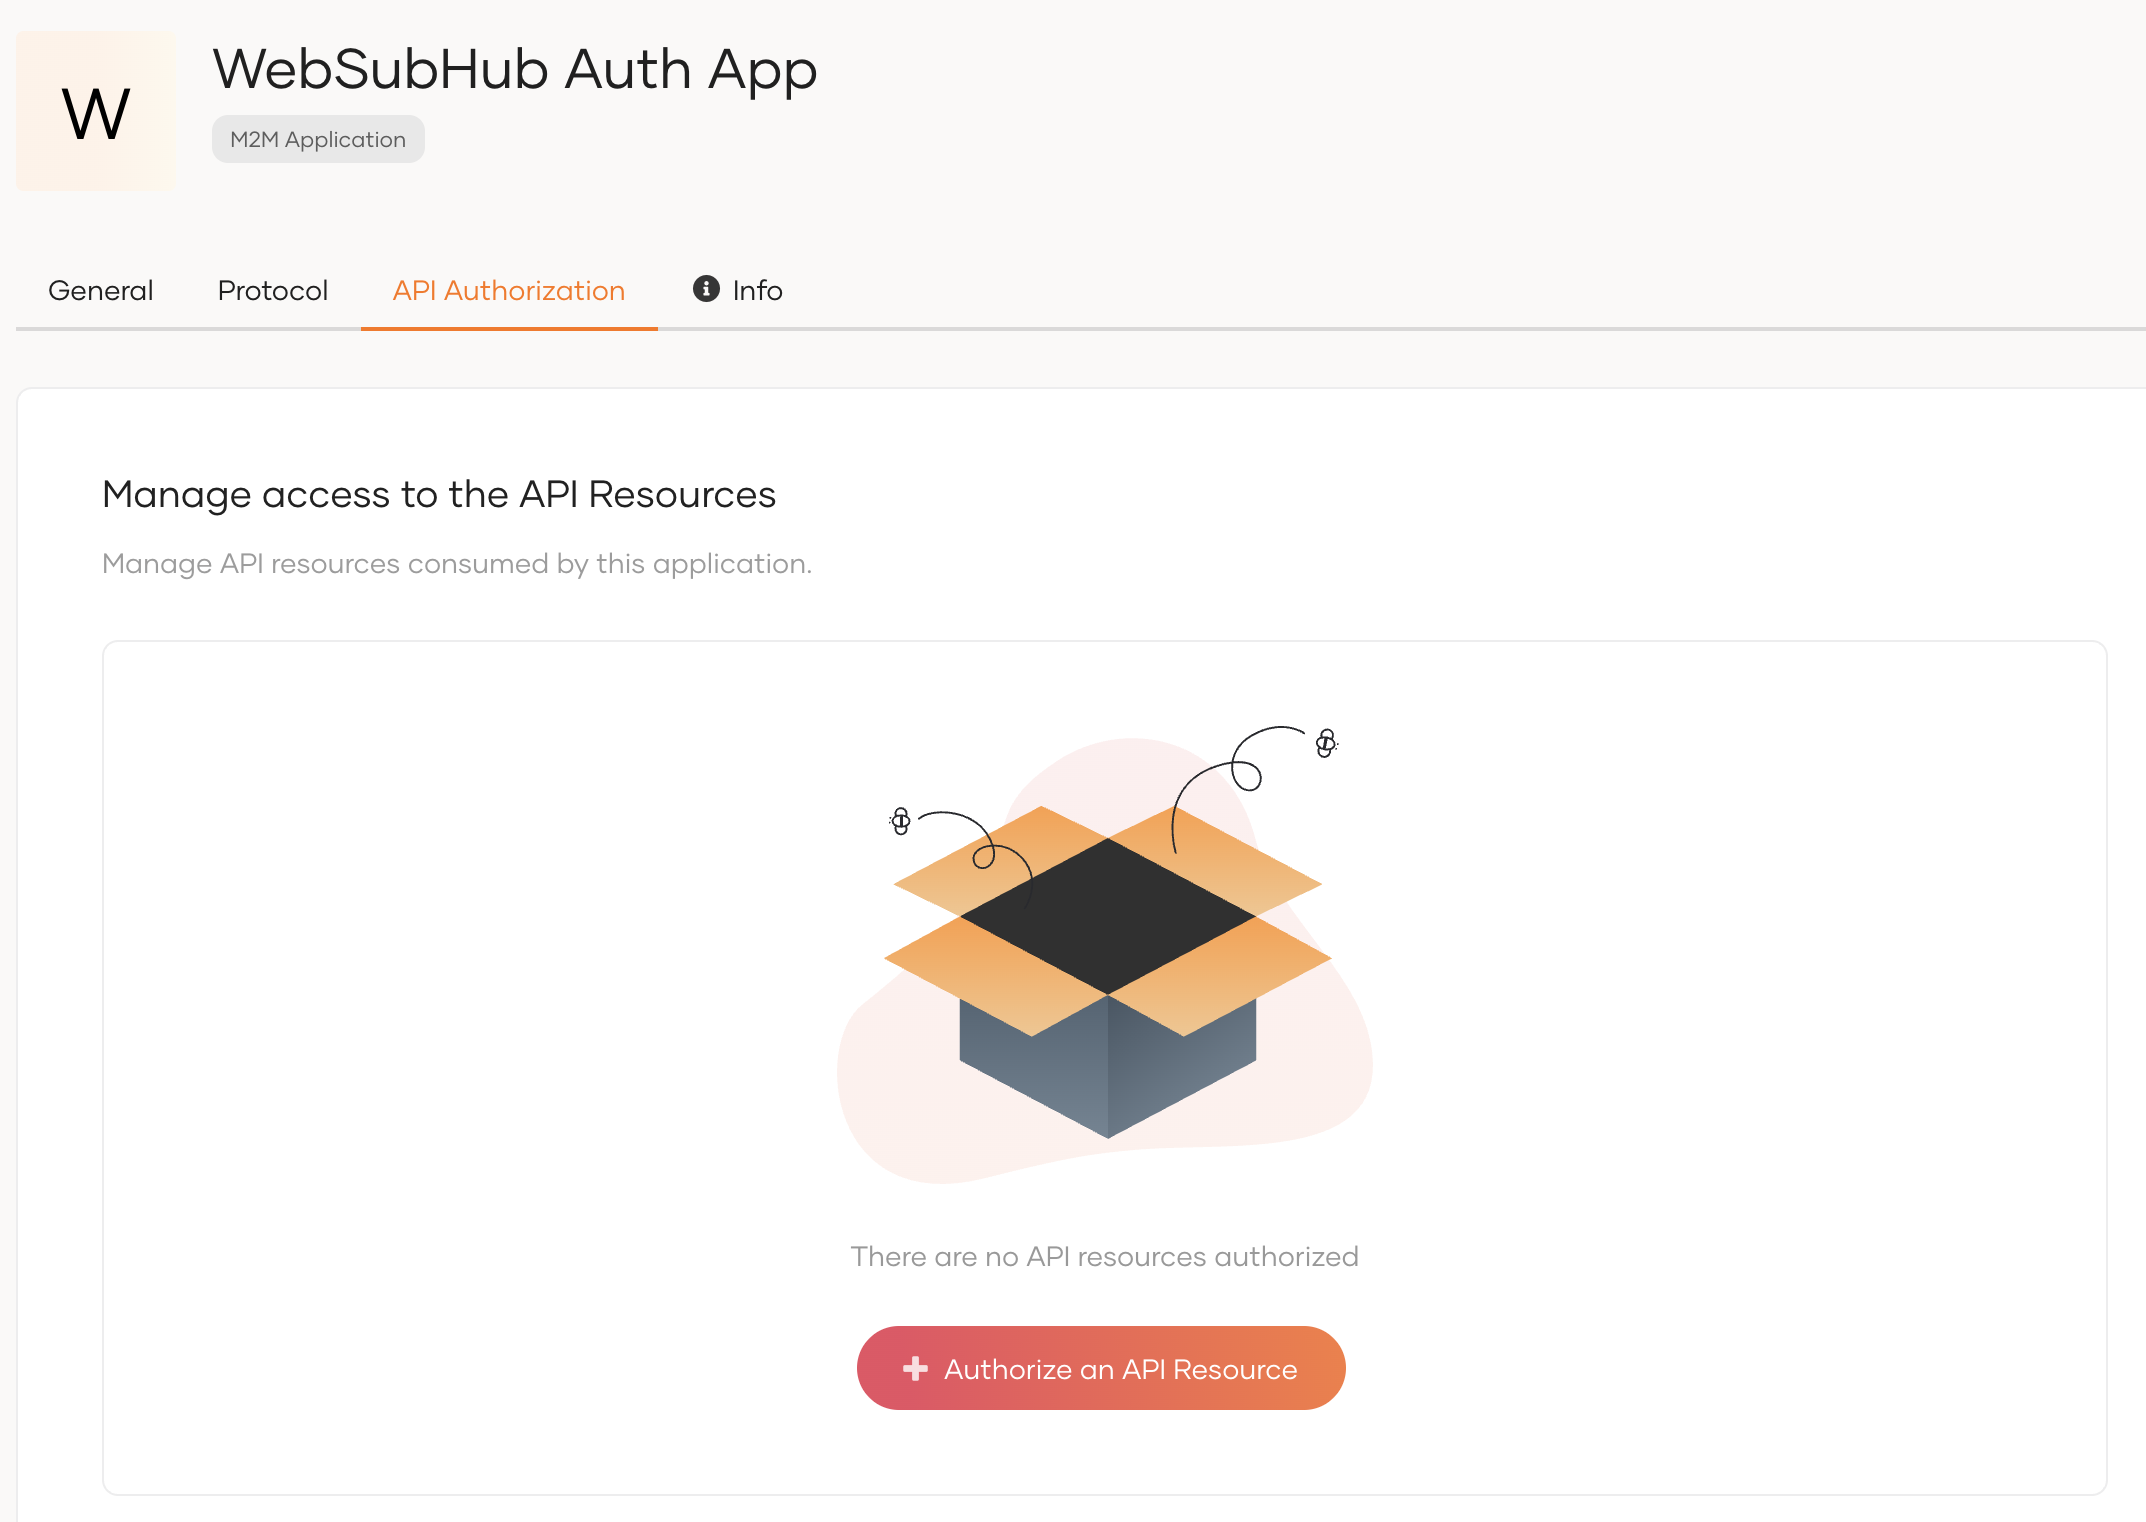 W
WebSubHub Auth App
M2M Application
General
Protocol
API Authorization
Info
Manage access to the API Resources
Manage API resources consumed by this application.
There are no API resources authorized
Authorize an API Resource